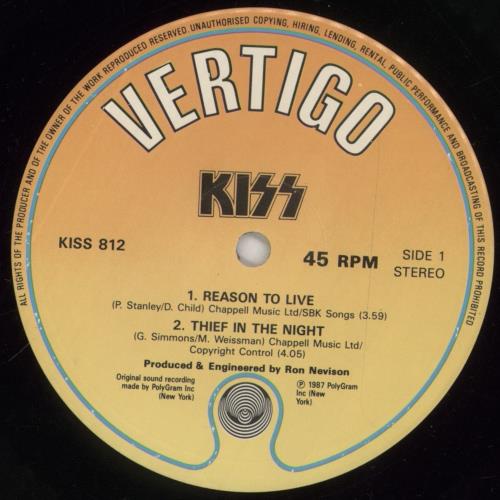 ALL RIGHTS OF THE PRODUCER AND OF THE OWNER OF THE WORK REPRODUCED RESERVED. UNAUTHORISED COPYING, HIRING, LENDING, RENTAL, PUBLIC PERFORMANCE AND BROADCASTING OF THIS RECORD PROHIBITED
VERTIGO
KISS
KISS 812
45 RPM
SIDE 1
STEREO
1. REASON TO LIVE
(P. Stanley/D. Child) Chappell Music Ltd/SBK Songs (3.59)
2. THIEF IN THE NIGHT
(G. Simmons/M. Weissman) Chappell Music Ltd/
Copyright Control (4.05)
Produced & Engineered by Ron Nevison
Original sound recording
made by PolyGram Inc
(New York)
℗ 1987 PolyGram
Inc (New York)